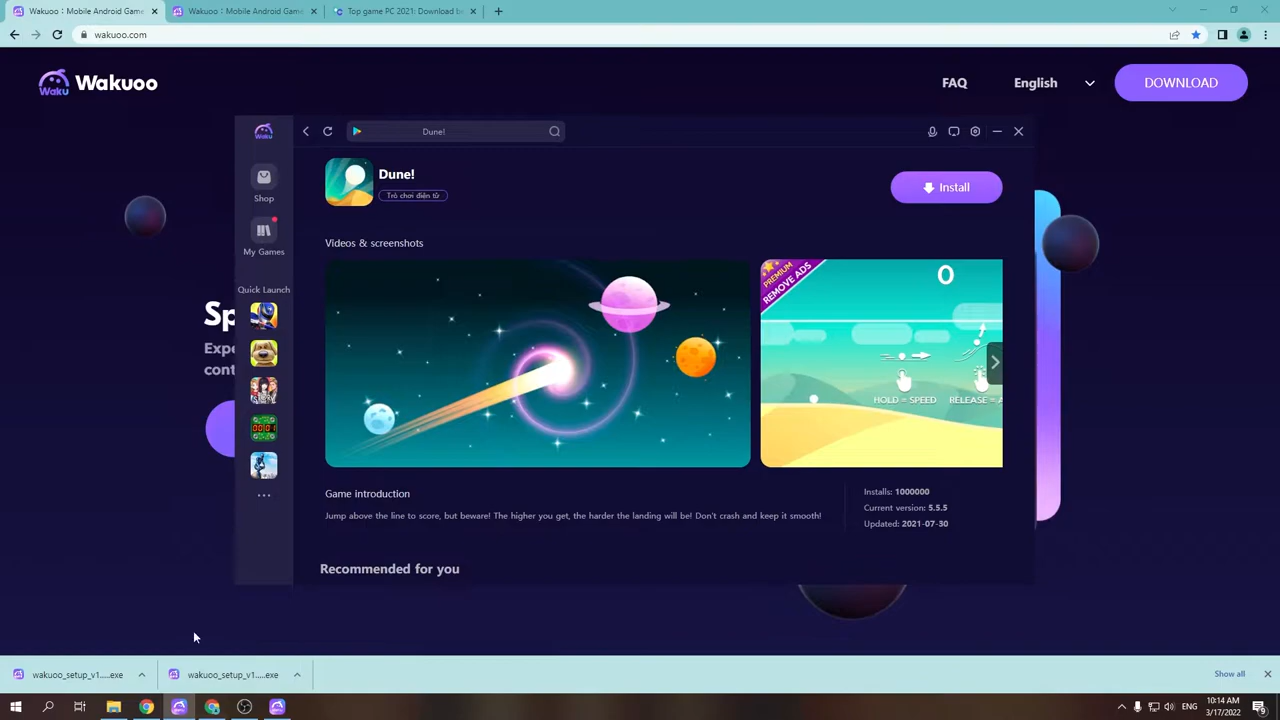 Wakuoo : Mobile Android Game
Wakuoo : Mobile Android Game
Top game PC 2021: Download be
wakuoo.com
Waku
Wakuoo
FAQ
English
DOWNLOAD
Sp
Expe
cont
Waku
Dune!
Shop
My Games
Quick Launch
00:01
...
Dune!
Trò chơi điện tử
Install
Videos & screenshots
PREMIUM
REMOVE ADS
0
HOLD = SPEED
RELEASE = A
Game introduction
Jump above the line to score, but beware! The higher you get, the harder the landing will be! Don't crash and keep it smooth!
Installs: 1000000
Current version: 5.5.5
Updated: 2021-07-30
Recommended for you
wakuoo_setup_v1.....exe
wakuoo_setup_v1.....exe
Show all
ENG
10:14 AM
3/17/2022